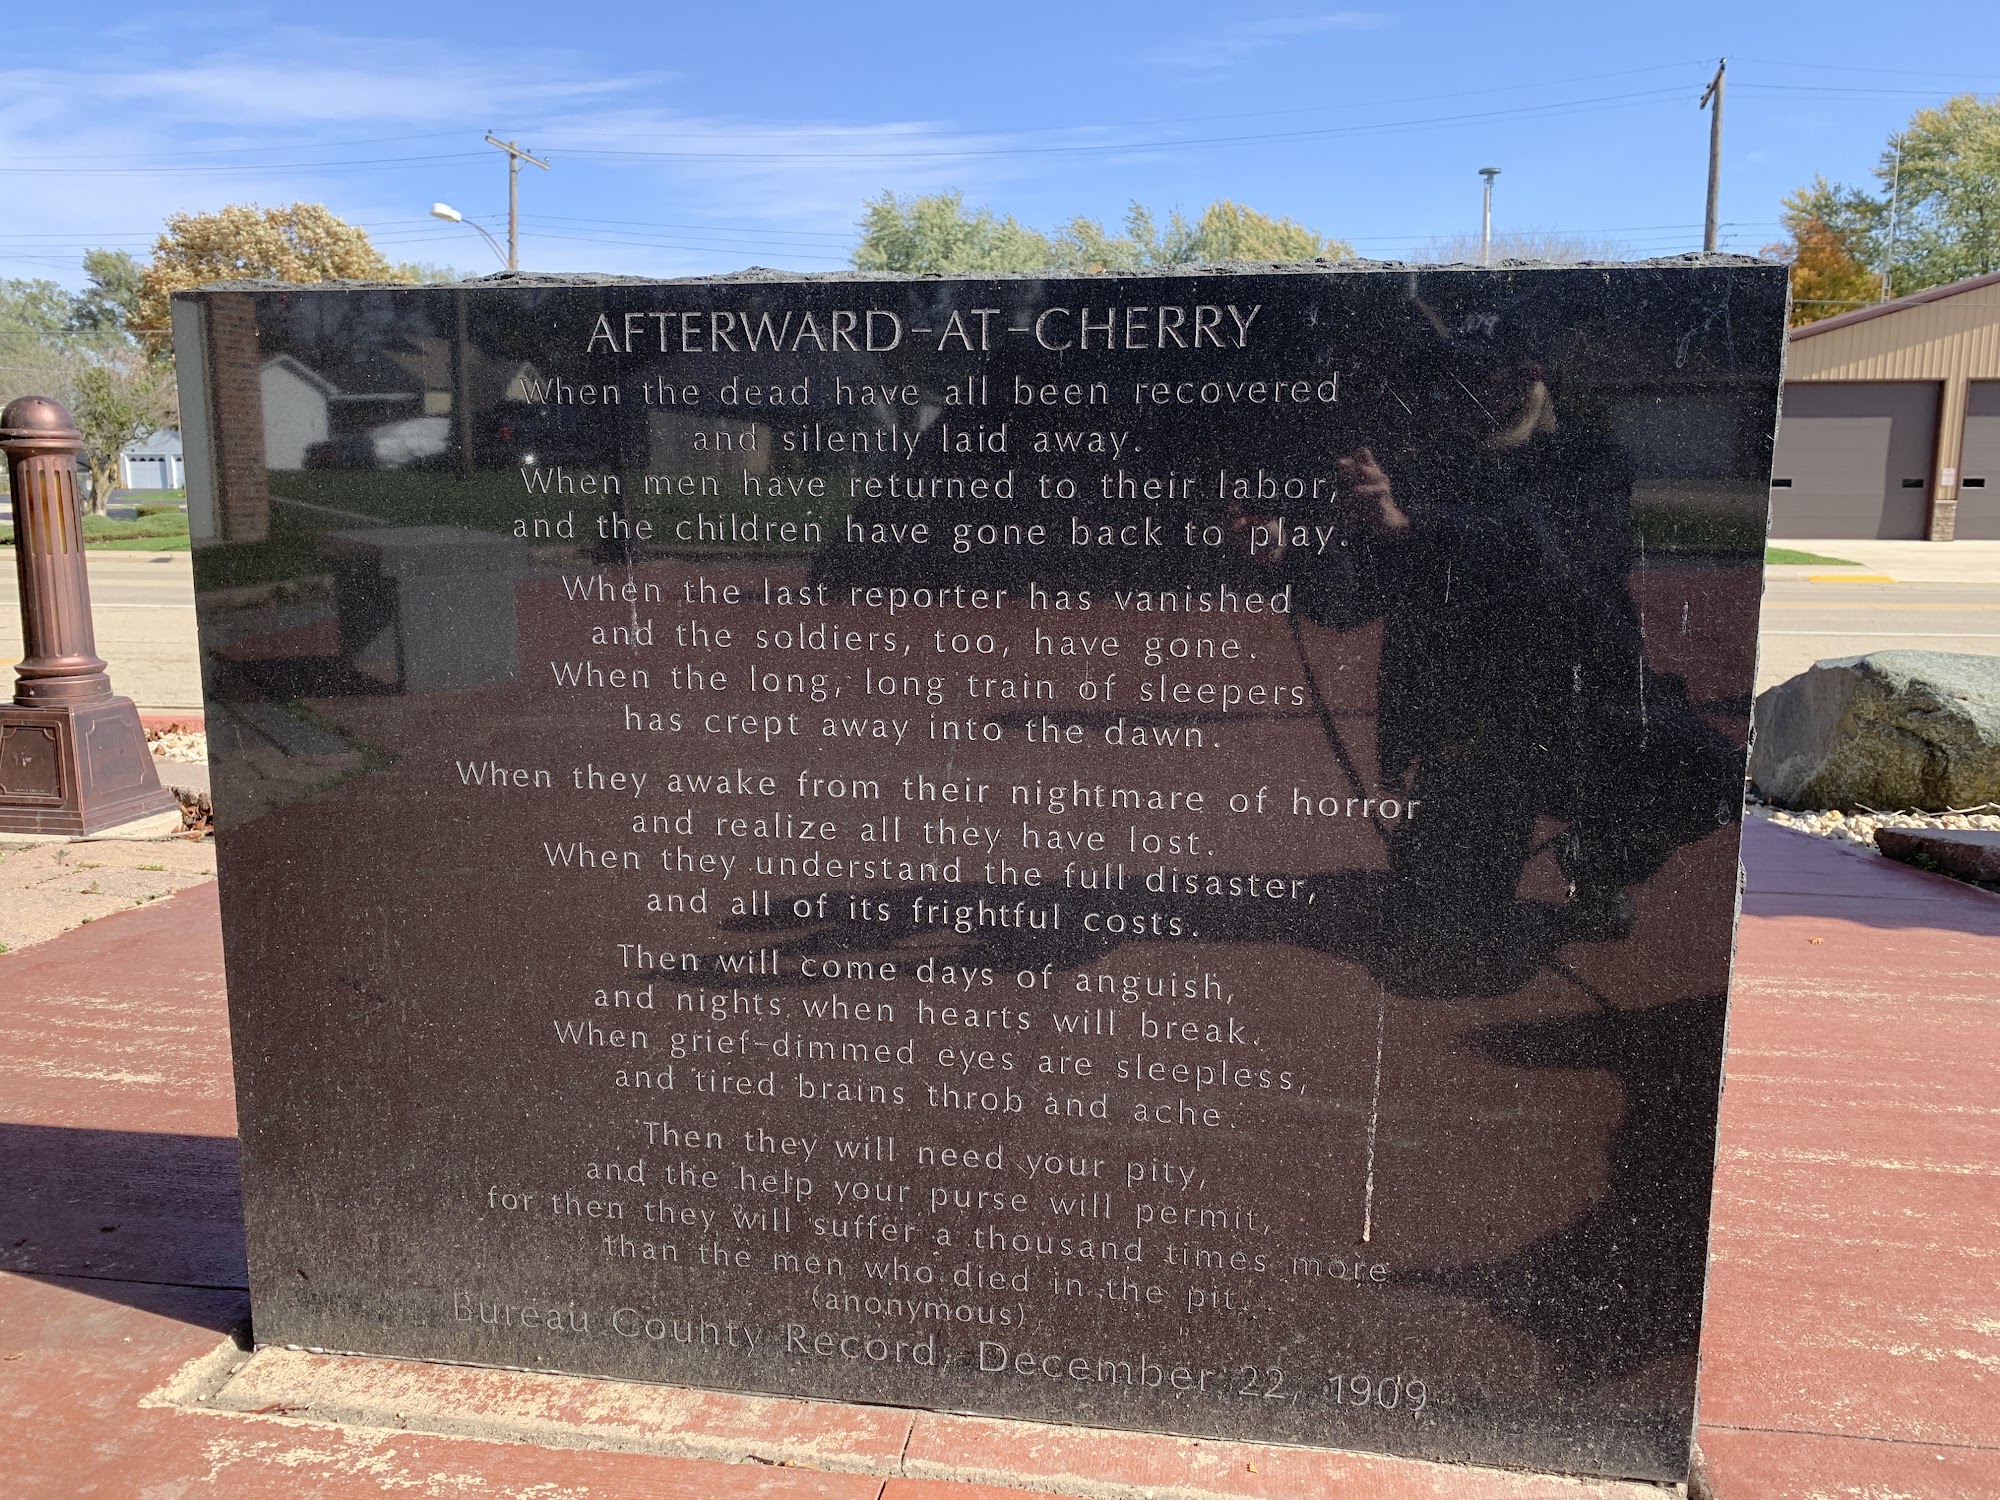 AFTERWARD-AT-CHERRY
When the dead have all been recovered
and silently laid away.
When men have returned to their labor,
and the children have gone back to play.
When the last reporter has vanished
and the soldiers, too, have gone.
When the long, long train of sleepers
has crept away into the dawn.
When they awake from their nightmare of horror
and realize all they have lost.
When they understand the full disaster,
and all of its frightful costs.
Then will come days of anguish,
and nights when hearts will break.
When grief-dimmed eyes are sleepless,
and tired brains throb and ache.
Then they will need your pity,
and the help your purse will permit,
for then they will suffer a thousand times more
than the men who died in the pit.
(anonymous)
Bureau County Record, December 22, 1909